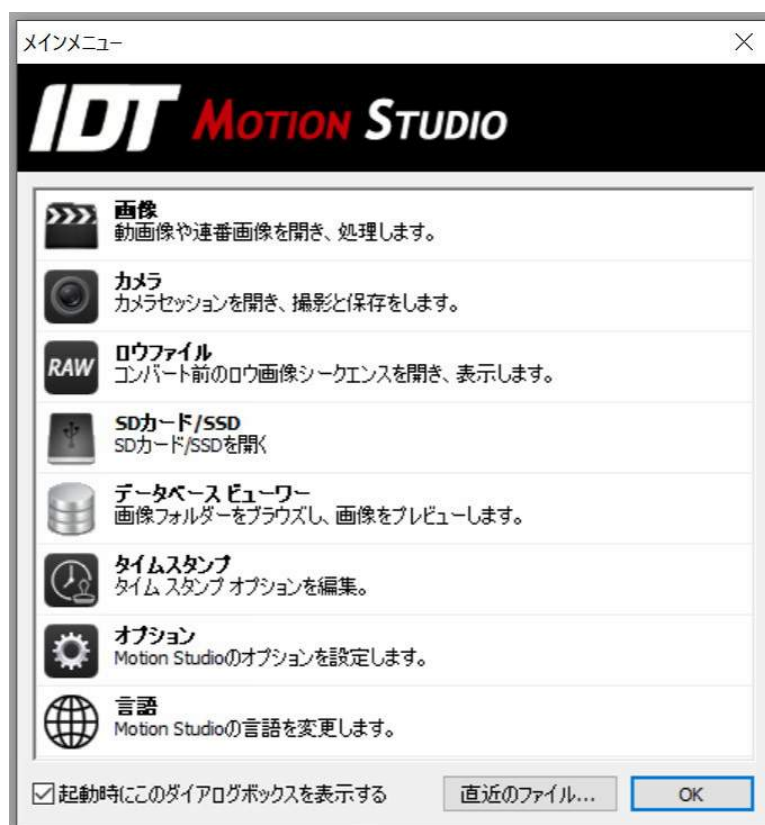 メインメニュー
IDT MOTION STUDIO
画像
動画像や連番画像を開き、処理します。
カメラ
カメラセッションを開き、撮影と保存をします。
RAW
ロウファイル
コンバート前のロウ画像シークエンスを開き、表示します。
SDカード/SSD
SDカード/SSDを開く
データベース ビューワー
画像フォルダーをブラウズし、画像をプレビューします。
タイムスタンプ
タイム スタンプ オプションを編集。
オプション
Motion Studioのオプションを設定します。
言語
Motion Studioの言語を変更します。
起動時にこのダイアログボックスを表示する
直近のファイル...
OK